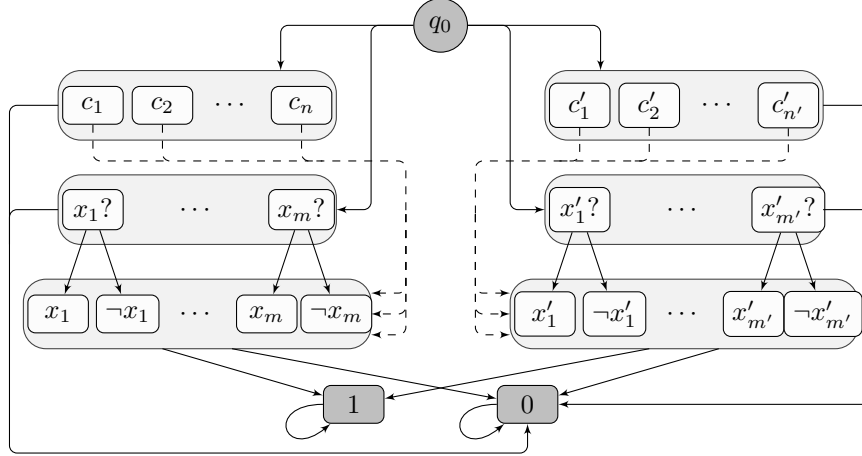 q₀
c₁ c₂ ⋯ cₙ c′₁ c′₂ ⋯ c′ₙ′
x₁? ⋯ xₘ? x′₁? ⋯ x′ₘ′?
x₁ ¬x₁ ⋯ xₘ ¬xₘ x′₁ ¬x′₁ ⋯ x′ₘ′ ¬x′ₘ′
1 0